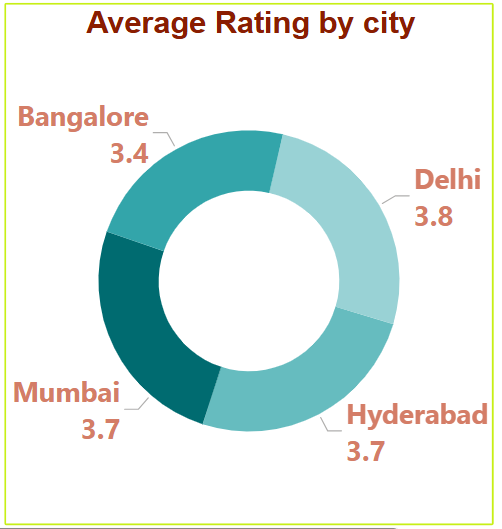 Average Rating by city
Bangalore
3.4
Delhi
3.8
Mumbai
3.7
Hyderabad
3.7